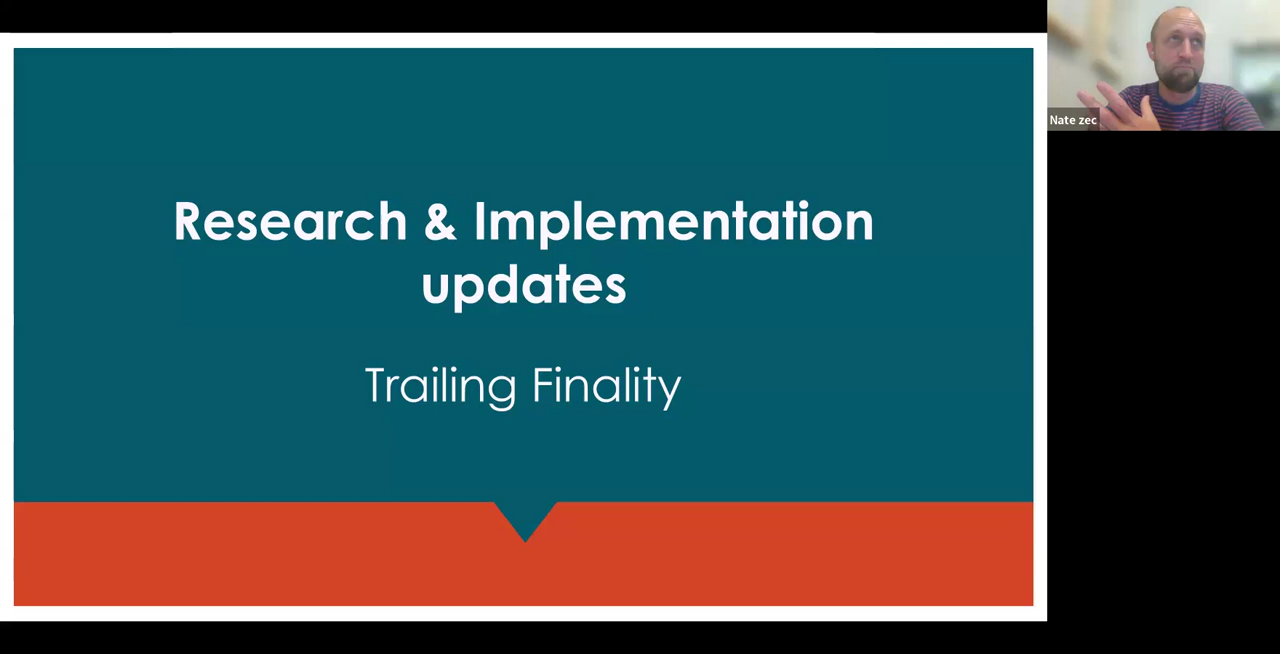 Research & Implementation
updates
Trailing Finality
Nate zec